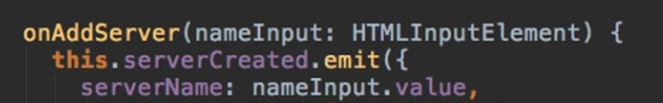 onAddServer(nameInput: HTMLInputElement) {
this.serverCreated.emit({
serverName: nameInput.value,